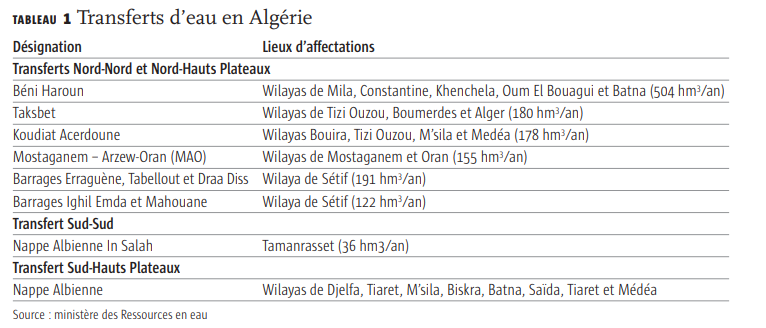 TABLEAU 1 Transferts d'eau en Algérie
Désignation Lieux d'affectations
Transferts Nord-Nord et Nord-Hauts Plateaux
Béni Haroun Wilayas de Mila, Constantine, Khenchela, Oum El Bouagui et Batna (504 hm³/an)
Taksbet Wilayas de Tizi Ouzou, Boumerdes et Alger (180 hm³/an)
Koudiat Acerdoune Wilayas Bouira, Tizi Ouzou, M'sila et Medéa (178 hm³/an)
Mostaganem – Arzew-Oran (MAO) Wilayas de Mostaganem et Oran (155 hm³/an)
Barrages Erraguène, Tabellout et Draa Diss Wilaya de Sétif (191 hm³/an)
Barrages Ighil Emda et Mahouane Wilaya de Sétif (122 hm³/an)
Transfert Sud-Sud
Nappe Albienne In Salah Tamanrasset (36 hm3/an)
Transfert Sud-Hauts Plateaux
Nappe Albienne Wilayas de Djelfa, Tiaret, M'sila, Biskra, Batna, Saïda, Tiaret et Médéa
Source : ministère des Ressources en eau